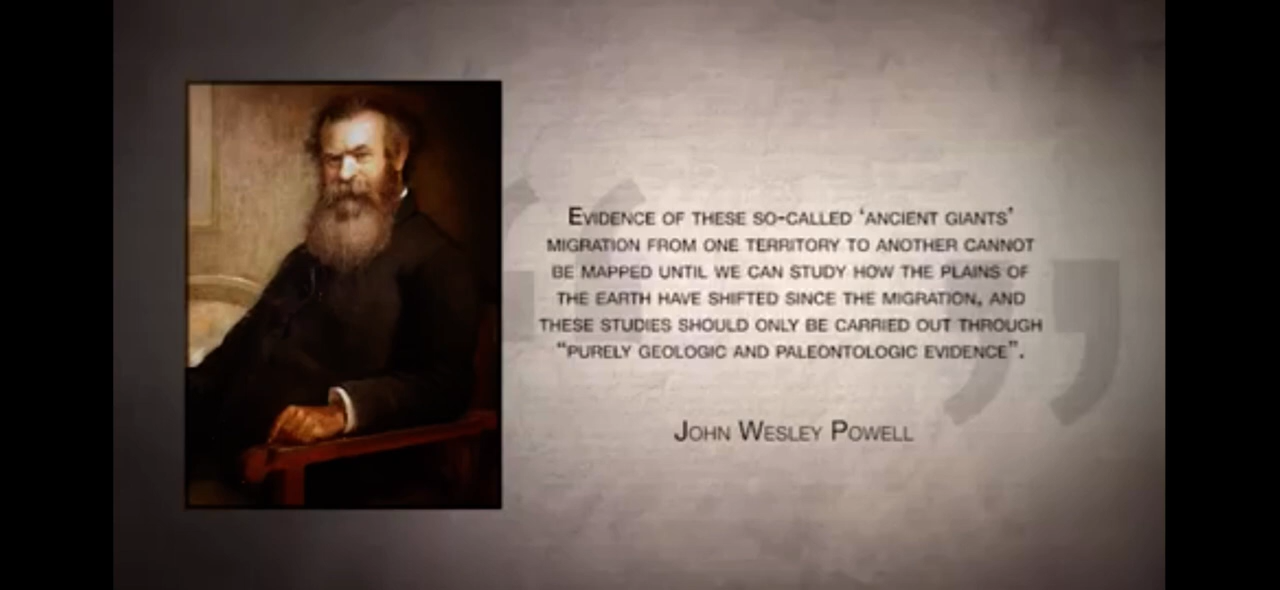 Evidence of these so-called ‘ancient giants’
migration from one territory to another cannot
be mapped until we can study how the plains of
the earth have shifted since the migration, and
these studies should only be carried out through
“purely geologic and paleontologic evidence”.
John Wesley Powell